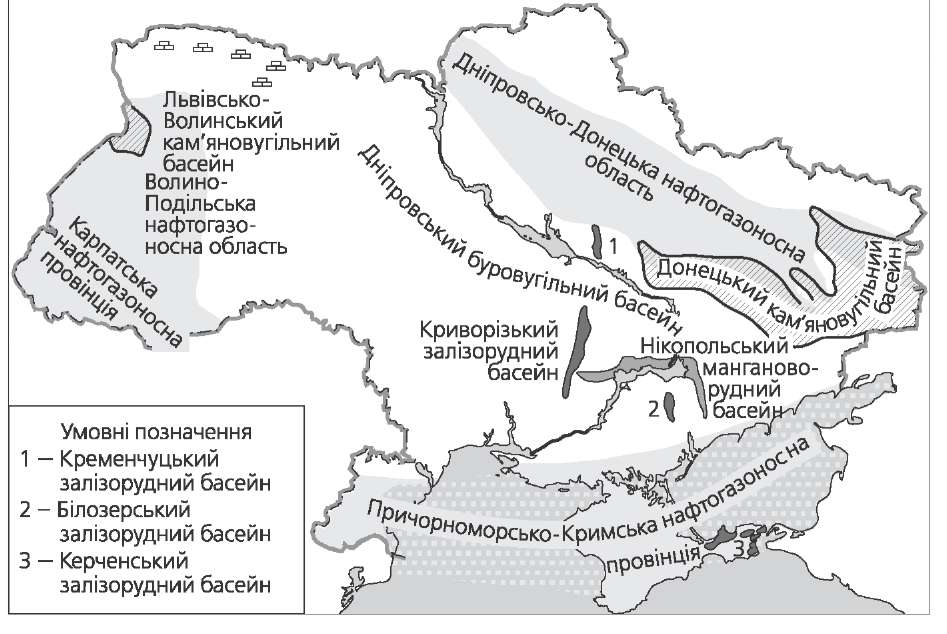 Львівсько-
Волинський
кам’яновугільний
басейн
Волино-
Подільська
нафтогазо-
носна область
Карпатська
нафтогазоносна
провінція
Дніпровсько-Донецька нафтогазоносна
область
Дніпровський буровугільний басейн
1
Донецький кам’яновугільний
басейн
Криворізький
залізорудний
басейн
Нікопольський
манганово-
рудний
басейн
2
Причорноморсько-Кримська нафтогазоносна
провінція
3
Умовні позначення
1 – Кременчуцький
залізорудний басейн
2 – Білозерський
залізорудний басейн
3 – Керченський
залізорудний басейн